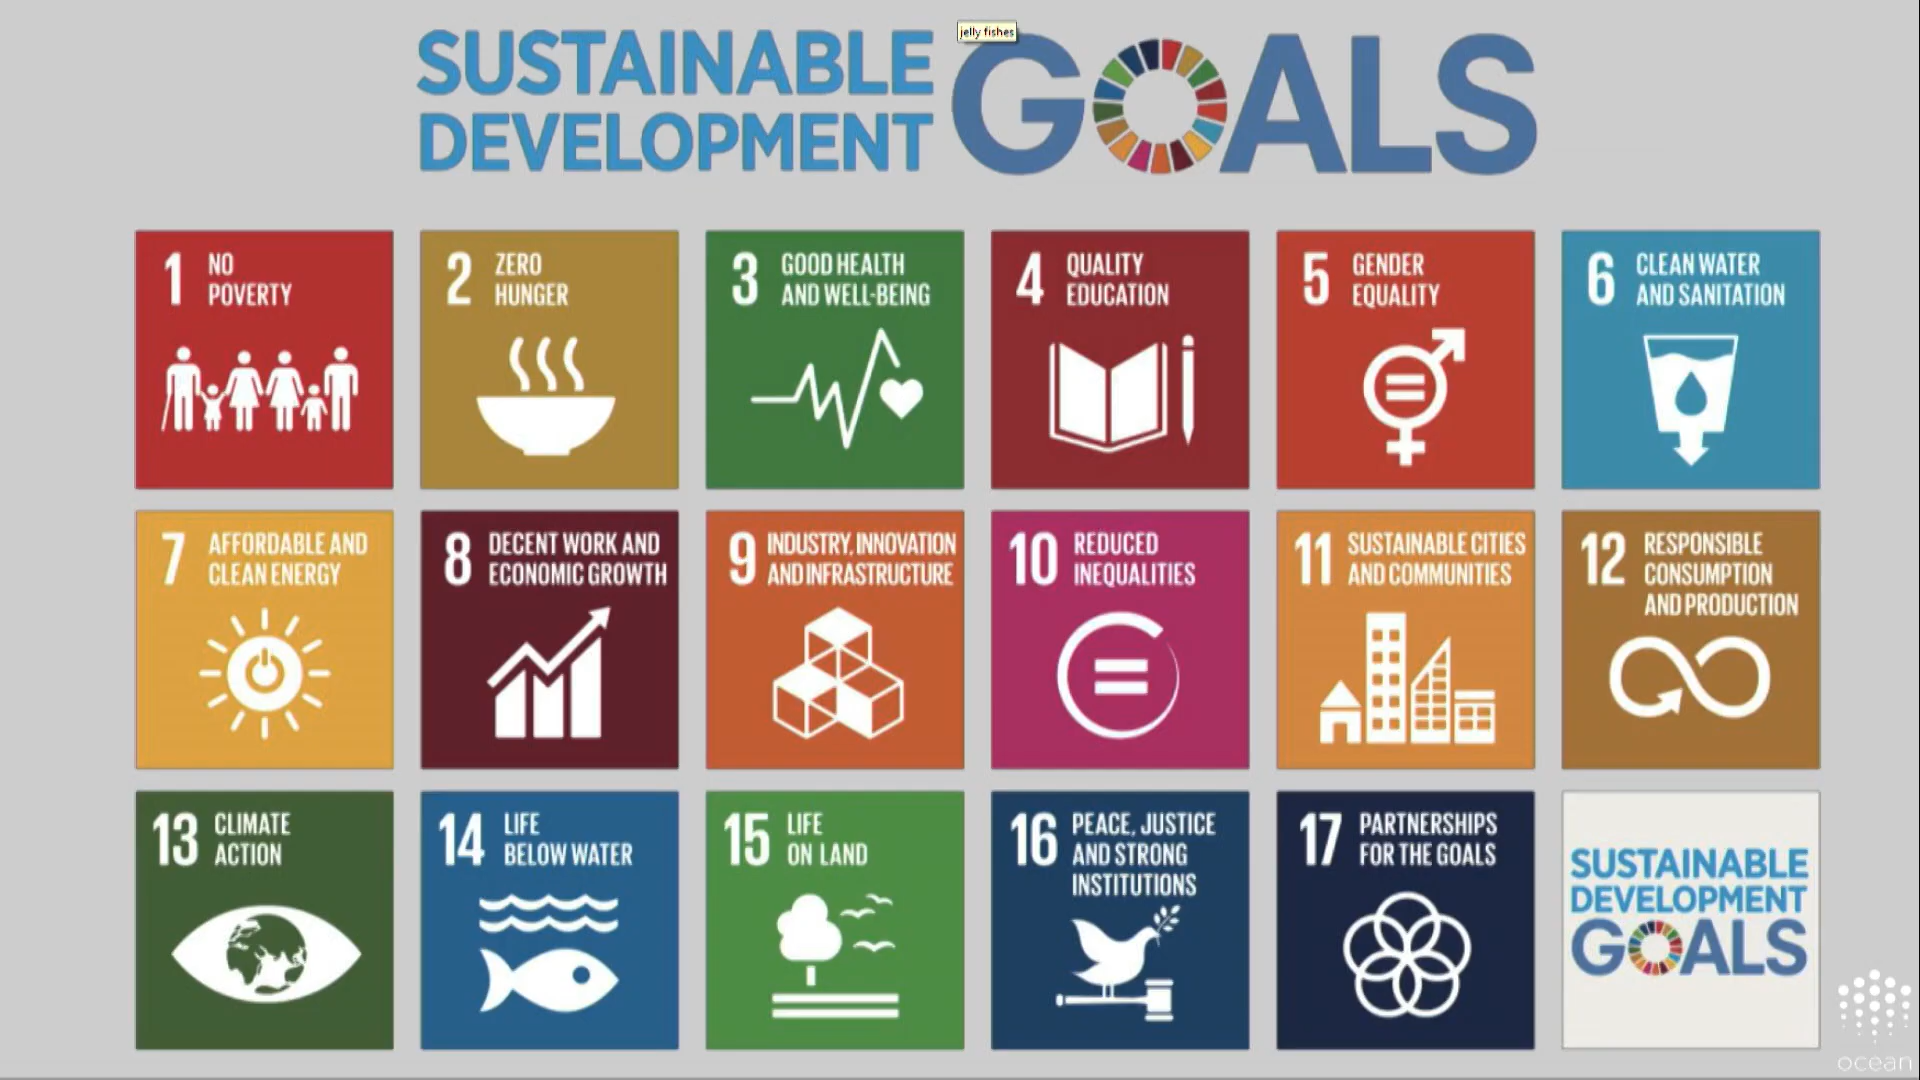 jelly fishes
SUSTAINABLE
DEVELOPMENT
GOALS
1 NO
POVERTY
2 ZERO
HUNGER
3 GOOD HEALTH
AND WELL-BEING
4 QUALITY
EDUCATION
5 GENDER
EQUALITY
6 CLEAN WATER
AND SANITATION
7 AFFORDABLE AND
CLEAN ENERGY
8 DECENT WORK AND
ECONOMIC GROWTH
9 INDUSTRY, INNOVATION
AND INFRASTRUCTURE
10 REDUCED
INEQUALITIES
11 SUSTAINABLE CITIES
AND COMMUNITIES
12 RESPONSIBLE
CONSUMPTION
AND PRODUCTION
13 CLIMATE
ACTION
14 LIFE
BELOW WATER
15 LIFE
ON LAND
16 PEACE, JUSTICE
AND STRONG
INSTITUTIONS
17 PARTNERSHIPS
FOR THE GOALS
SUSTAINABLE
DEVELOPMENT
GOALS
ocean